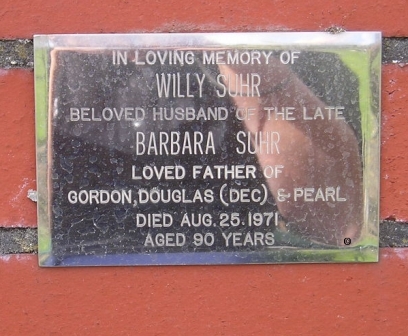 IN LOVING MEMORY OF
WILLY SUHR
BELOVED HUSBAND OF THE LATE
BARBARA SUHR
LOVED FATHER OF
GORDON, DOUGLAS (DEC) & PEARL
DIED AUG. 25. 1971
AGED 90 YEARS